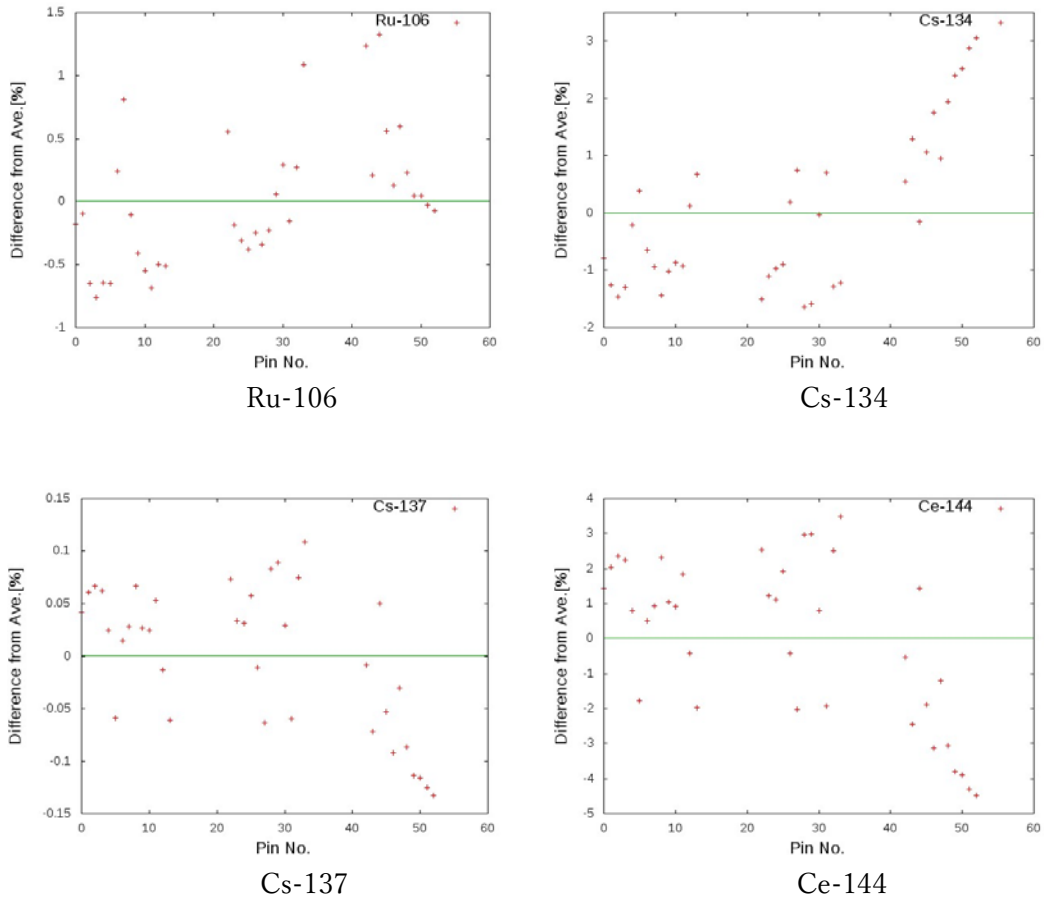 Ru-106
Difference from Ave.[%]
1.5
1
0.5
0
-0.5
-1
0 10 20 30 40 50 60
Pin No.
Ru-106
Cs-134
Difference from Ave.[%]
3
2
1
0
-1
-2
0 10 20 30 40 50 60
Pin No.
Cs-134
Cs-137
Difference from Ave.[%]
0.15
0.1
0.05
0
-0.05
-0.1
-0.15
0 10 20 30 40 50 60
Pin No.
Cs-137
Ce-144
Difference from Ave.[%]
4
3
2
1
0
-1
-2
-3
-4
-5
0 10 20 30 40 50 60
Pin No.
Ce-144